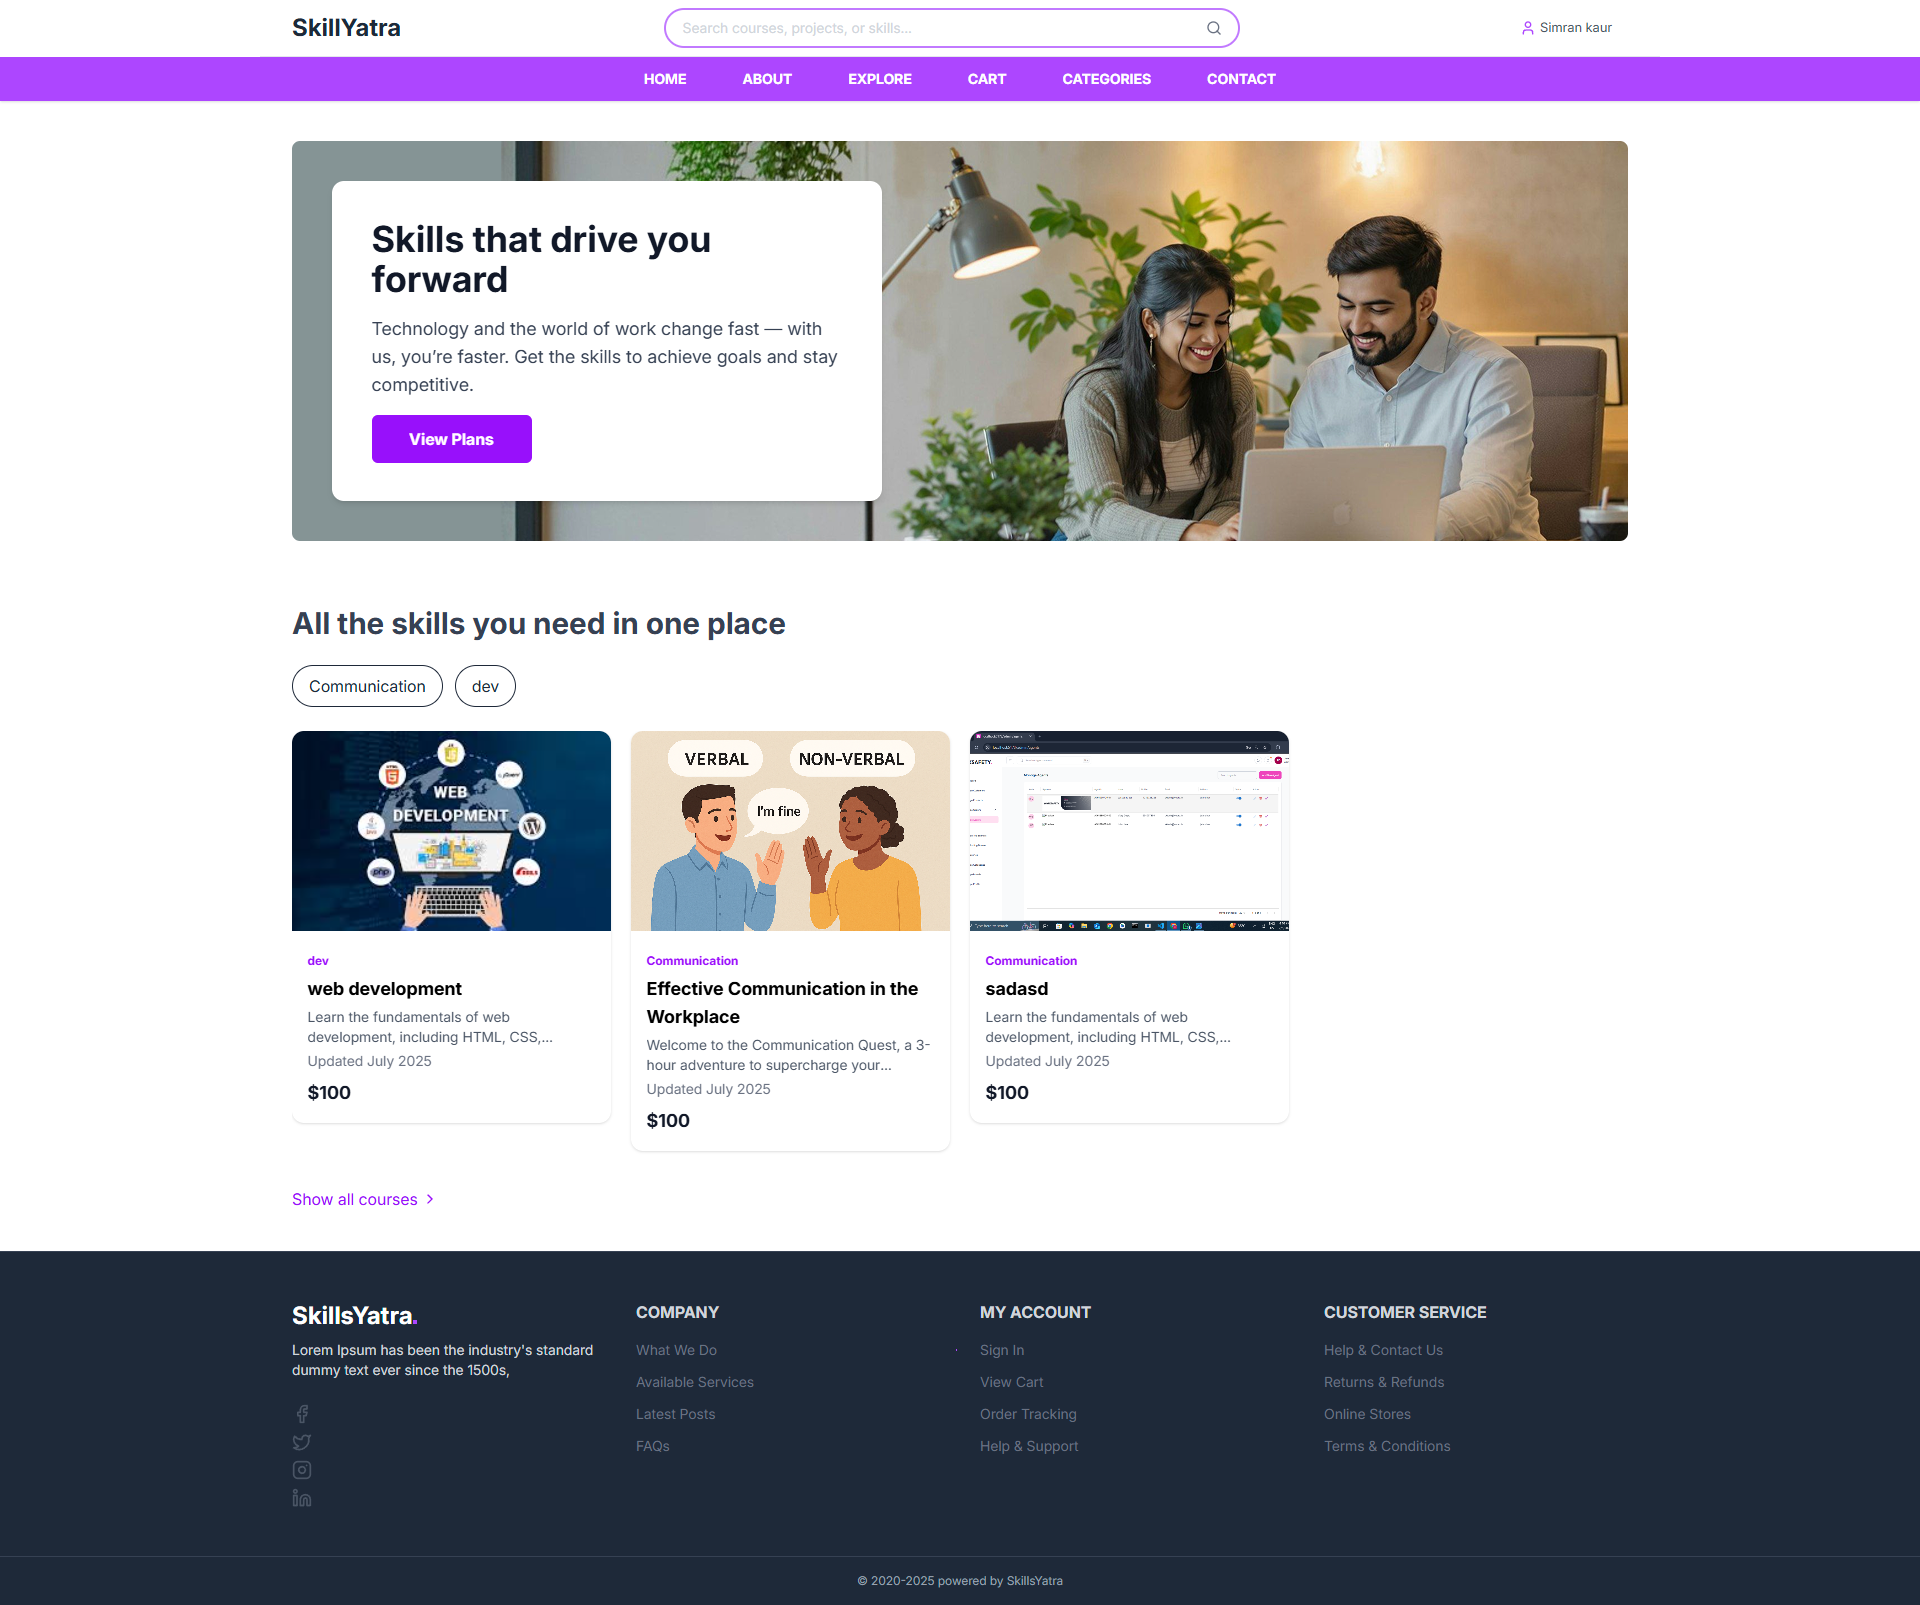 SkillYatra
Search courses, projects, or skills...
Simran kaur
HOME
ABOUT
EXPLORE
CART
CATEGORIES
CONTACT
Skills that drive you
forward
Technology and the world of work change fast — with
us, you’re faster. Get the skills to achieve goals and stay
competitive.
View Plans
All the skills you need in one place
Communication
dev
WEB
DEVELOPMENT
php
dev
web development
Learn the fundamentals of web
development, including HTML, CSS,...
Updated July 2025
$100
VERBAL
NON-VERBAL
I'm fine
Communication
Effective Communication in the
Workplace
Welcome to the Communication Quest, a 3-
hour adventure to supercharge your...
Updated July 2025
$100
Communication
sadasd
Learn the fundamentals of web
development, including HTML, CSS,...
Updated July 2025
$100
Show all courses
SkillsYatra.
Lorem Ipsum has been the industry's standard
dummy text ever since the 1500s,
COMPANY
What We Do
Available Services
Latest Posts
FAQs
MY ACCOUNT
Sign In
View Cart
Order Tracking
Help & Support
CUSTOMER SERVICE
Help & Contact Us
Returns & Refunds
Online Stores
Terms & Conditions
© 2020-2025 powered by SkillsYatra